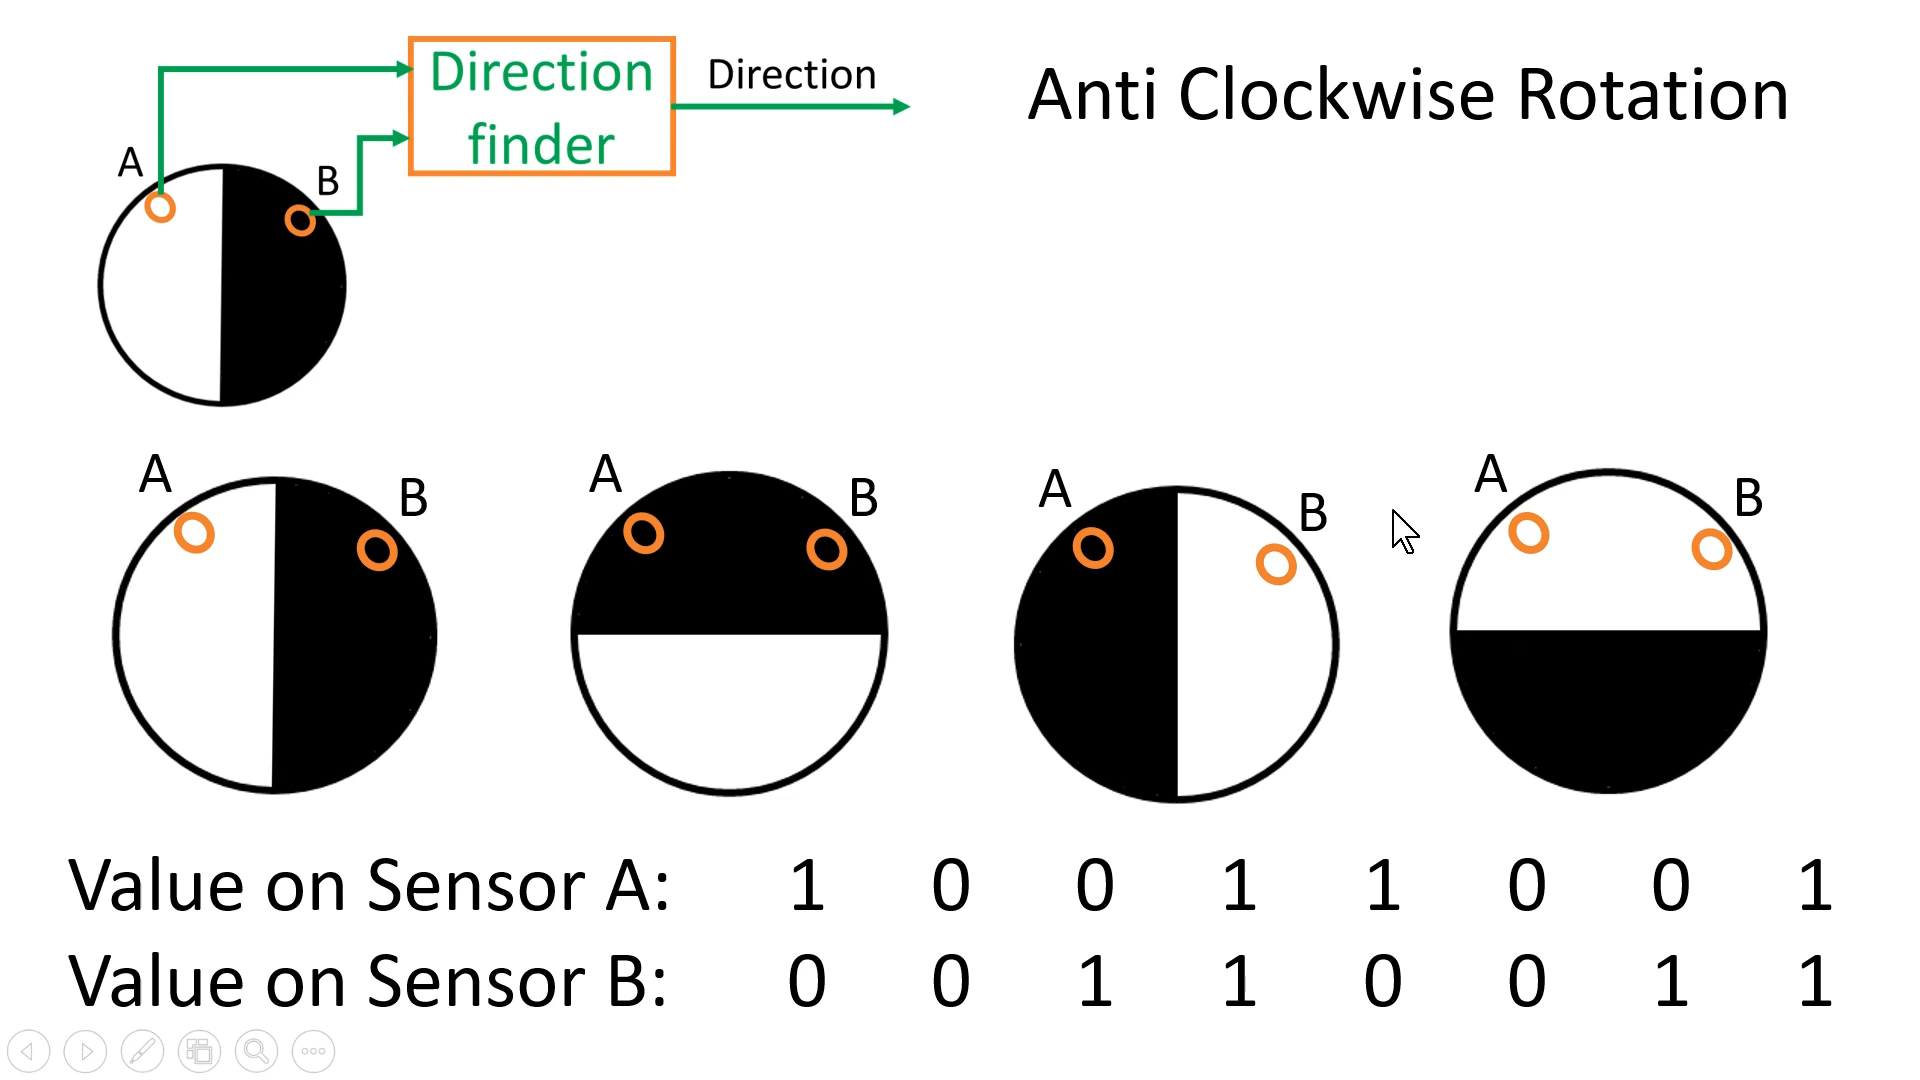 Direction
finder
Direction
Anti Clockwise Rotation
A
B
A
B
A
B
A
B
A
B
Value on Sensor A: 1 0 0 1 1 0 0 1
Value on Sensor B: 0 0 1 1 0 0 1 1